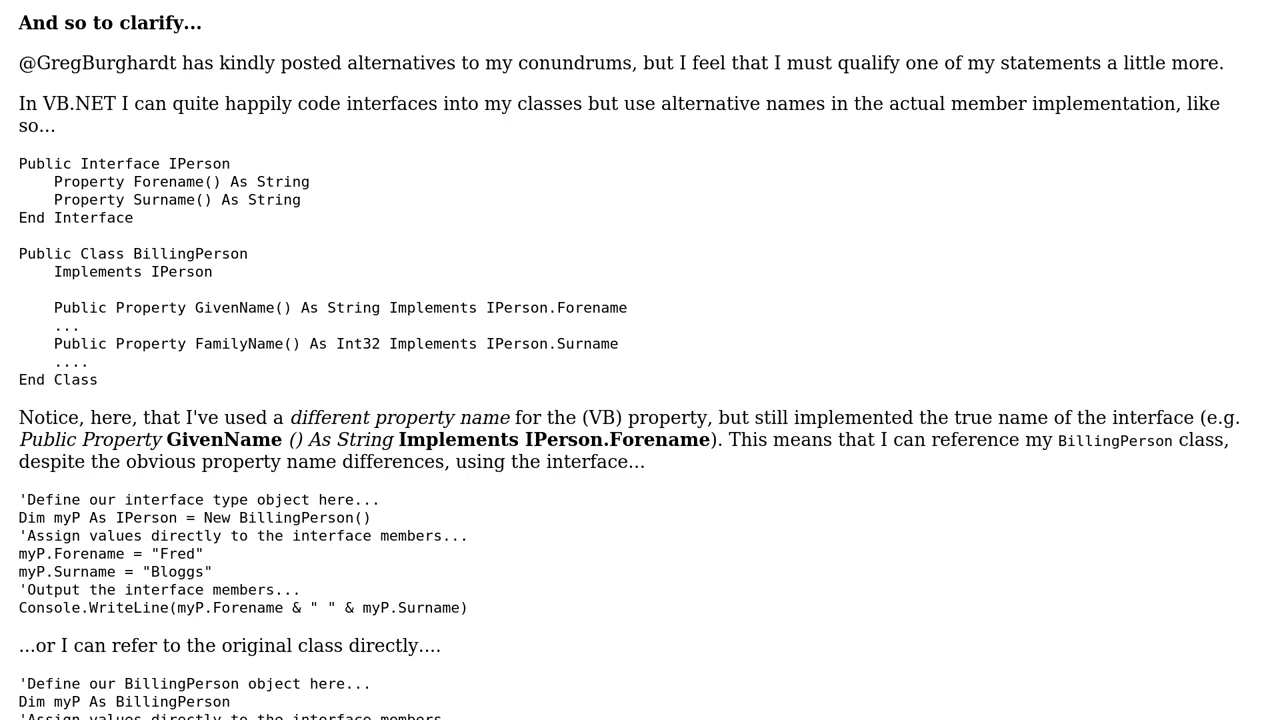 And so to clarify...
@GregBurghardt has kindly posted alternatives to my conundrums, but I feel that I must qualify one of my statements a little more.
In VB.NET I can quite happily code interfaces into my classes but use alternative names in the actual member implementation, like
so...
Public Interface IPerson
    Property Forename() As String
    Property Surname() As String
End Interface
Public Class BillingPerson
    Implements IPerson
    Public Property GivenName() As String Implements IPerson.Forename
    ...
    Public Property FamilyName() As Int32 Implements IPerson.Surname
    ....
End Class
Notice, here, that I've used a different property name for the (VB) property, but still implemented the true name of the interface (e.g.
Public Property GivenName () As String Implements IPerson.Forename). This means that I can reference my BillingPerson class,
despite the obvious property name differences, using the interface...
'Define our interface type object here...
Dim myP As IPerson = New BillingPerson()
'Assign values directly to the interface members...
myP.Forename = "Fred"
myP.Surname = "Bloggs"
'Output the interface members...
Console.WriteLine(myP.Forename & " " & myP.Surname)
...or I can refer to the original class directly....
'Define our BillingPerson object here...
Dim myP As BillingPerson
'Assign values directly to the interface members